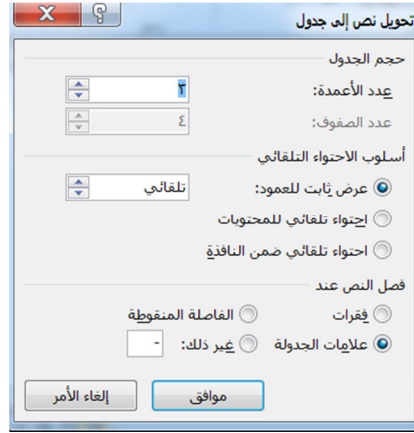 تحويل نص إلى جدول
حجم الجدول
عدد الأعمدة: ٣
عدد الصفوف: ٤
أسلوب الاحتواء التلقائي
عرض ثابت للعمود: تلقائي
احتواء تلقائي للمحتويات
احتواء تلقائي ضمن النافذة
فصل النص عند
فقرات الفاصلة المنقوطة
علامات الجدولة غير ذلك: -
موافق إلغاء الأمر